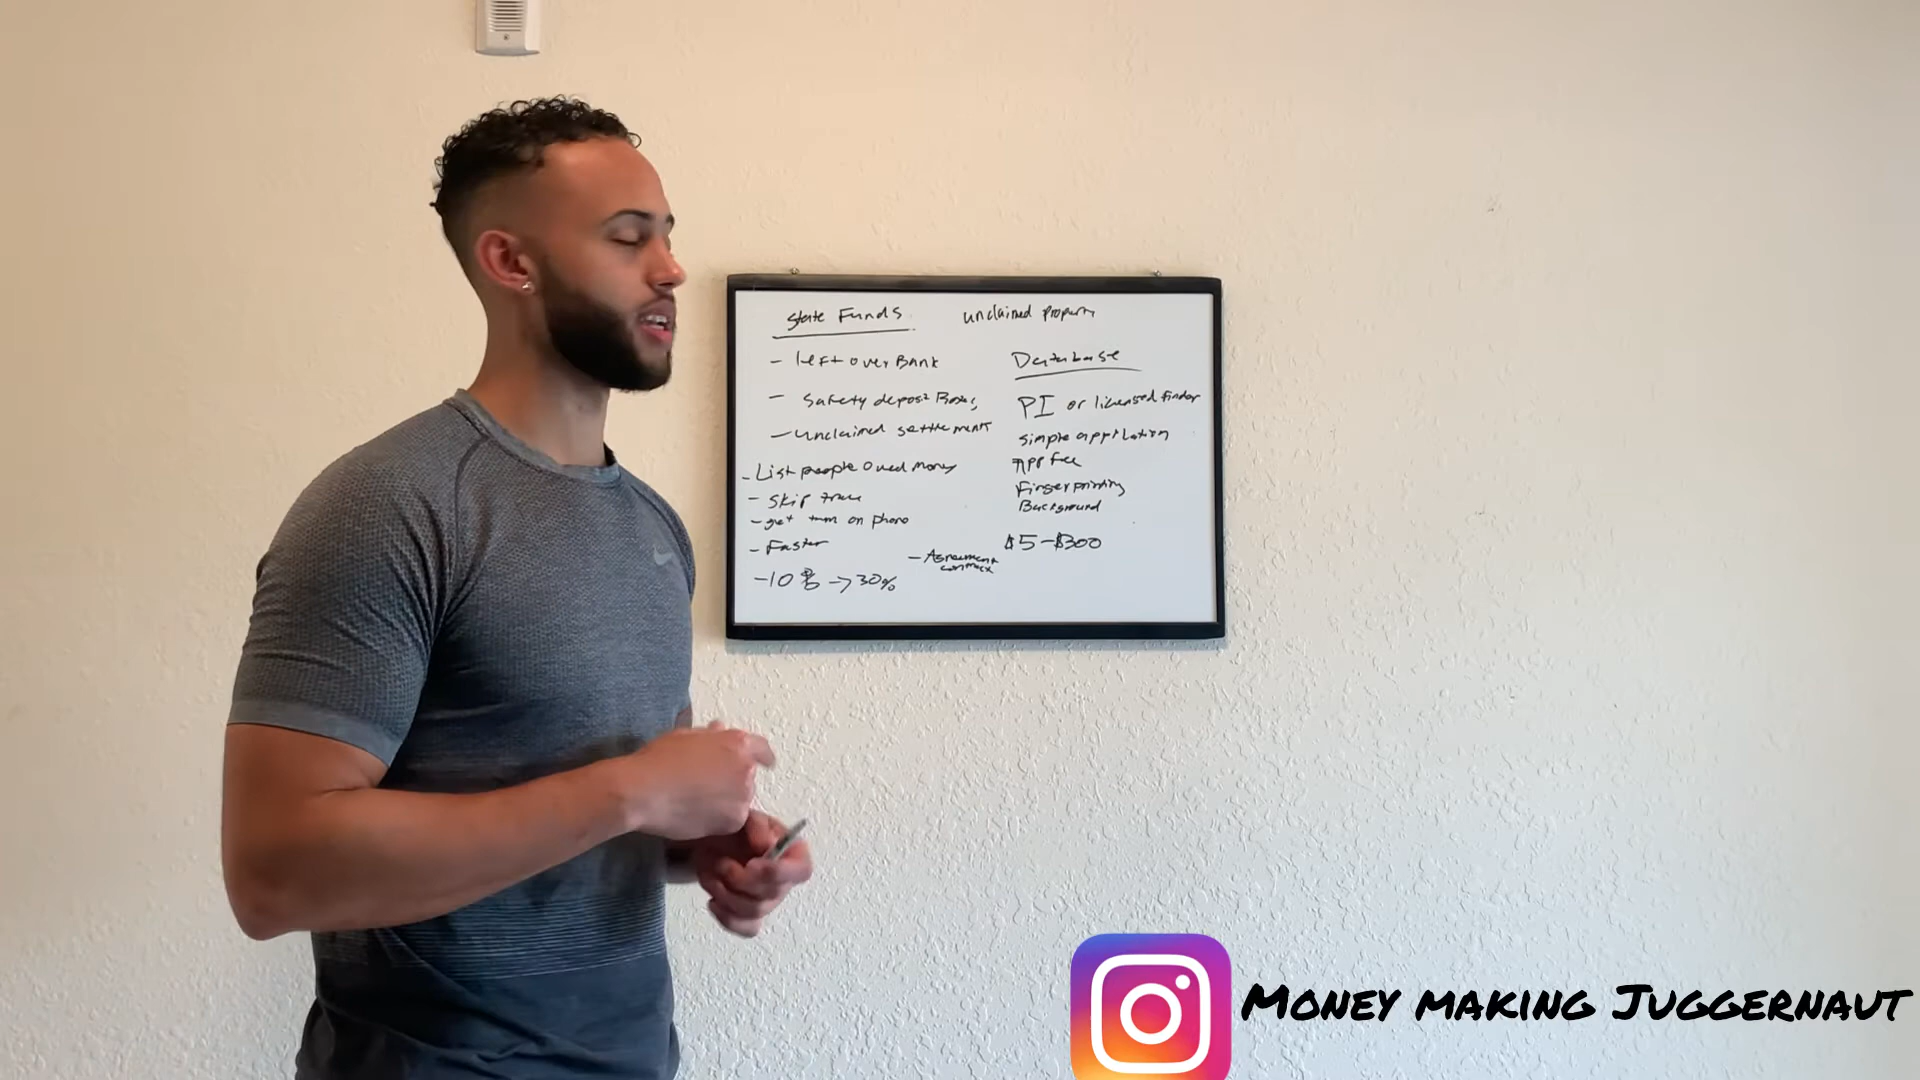 State Funds
- left over Bank
- Safety deposit Boxes
- unclaimed settlements
- List people owed money
- Skip trace
- get them on phone
- Faster
- 10% -> 30%
- Agreement
contract
unclaimed property
Database
PI or licensed finder
simple application
App fee
Fingerprinting
Background
$5-$300
Money making Juggernaut